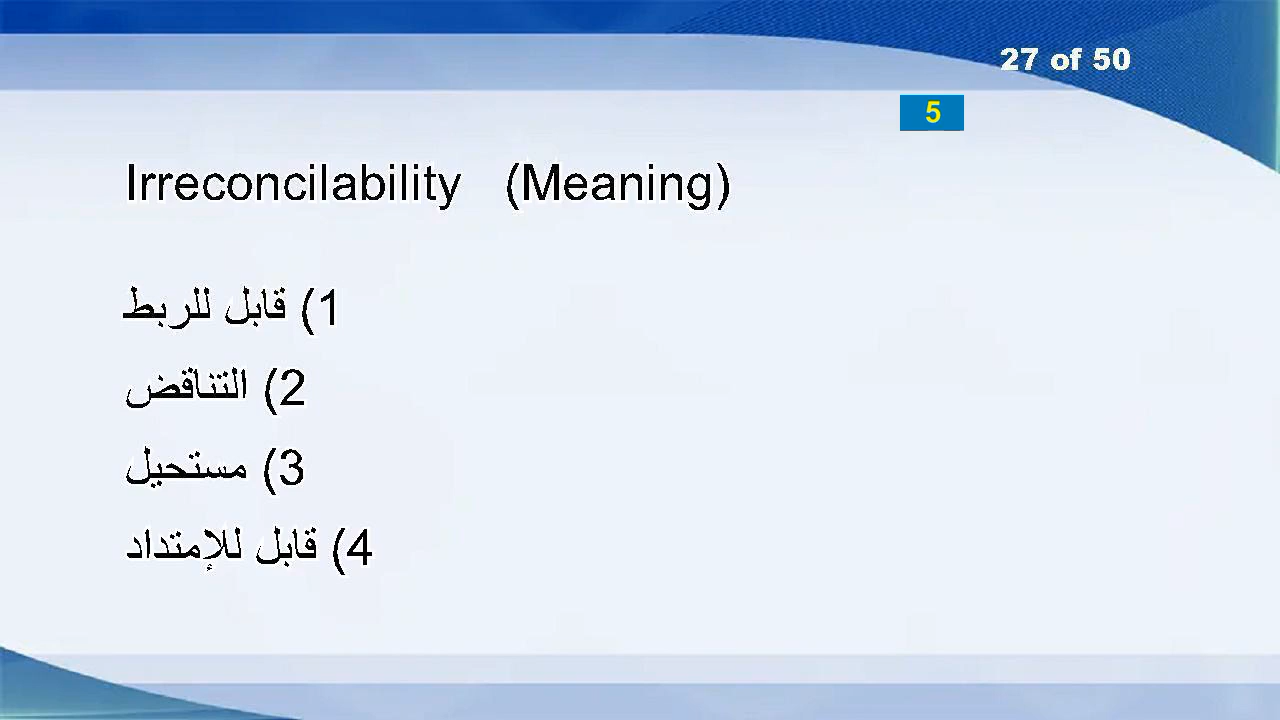 27 of 50
5
Irreconcilability (Meaning)
1) قابل للربط
2) التناقض
3) مستحيل
4) قابل للإمتداد